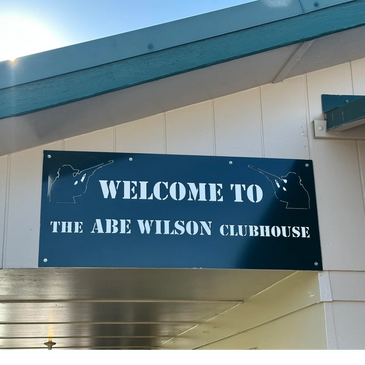 WELCOME TO
THE ABE WILSON CLUBHOUSE